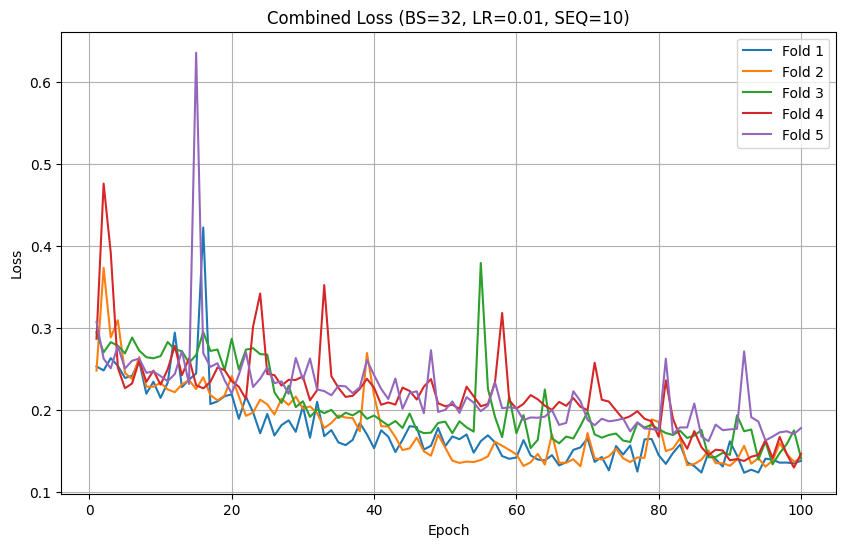 Combined Loss (BS=32, LR=0.01, SEQ=10)
Fold 1
Fold 2
Fold 3
Fold 4
Fold 5
Loss
0.6
0.5
0.4
0.3
0.2
0.1
0 20 40 60 80 100
Epoch